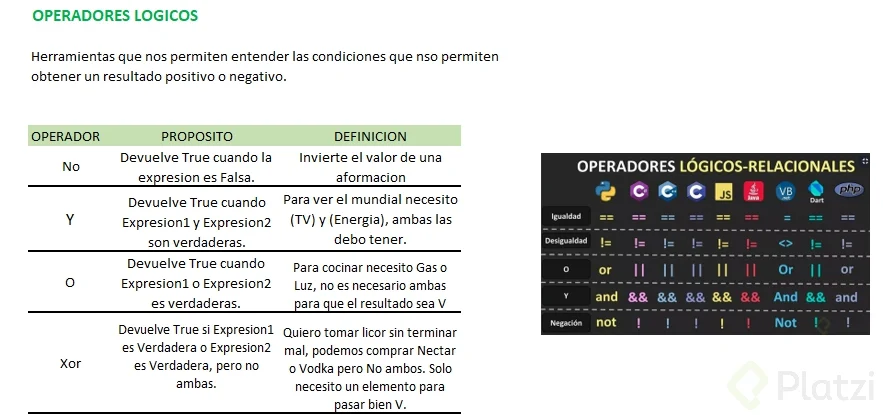 OPERADORES LOGICOS
Herramientas que nos permiten entender las condiciones que nso permiten
obtener un resultado positivo o negativo.
OPERADOR PROPOSITO DEFINICION
No
Devuelve True cuando la
expresion es Falsa.
Invierte el valor de una
aformacion
Y
Devuelve True cuando
Expresion1 y Expresion2
son verdaderas.
Para ver el mundial necesito
(TV) y (Energia), ambas las
debo tener.
O
Devuelve True cuando
Expresion1 o Expresion2
es verdaderas.
Para cocinar necesito Gas o
Luz, no es necesario ambas
para que el resultado sea V
Xor
Devuelve True si Expresion1
es Verdadera o Expresion2
es Verdadera, pero no
ambas.
Quiero tomar licor sin terminar
mal, podemos comprar Nectar
o Vodka pero No ambos. Solo
necesito un elemento para
pasar bien V.
OPERADORES LÓGICOS-RELACIONALES
C C C JS Java VB .NET Dart php
Igualdad == == == == == == = == ==
Desigualdad != != != != != != <> != !=
O or || || || || || Or || or
Y and && && && && && And && and
Negación not ! ! ! ! ! Not ! !
Platzi